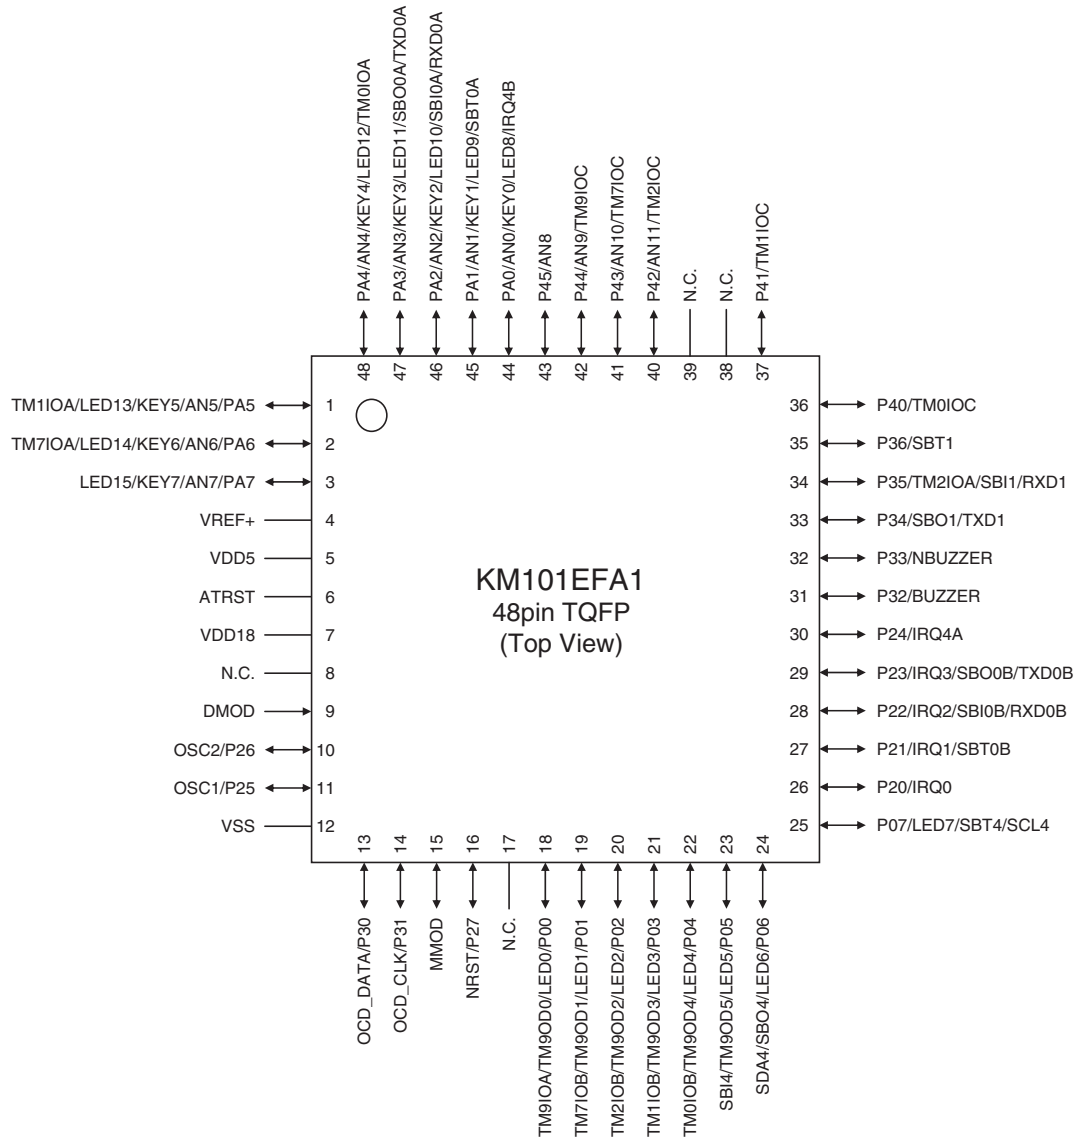 PA4/AN4/KEY4/LED12/TM0IOA
PA3/AN3/KEY3/LED11/SBO0A/TXD0A
PA2/AN2/KEY2/LED10/SBI0A/RXD0A
PA1/AN1/KEY1/LED9/SBT0A
PA0/AN0/KEY0/LED8/IRQ4B
P45/AN8
P44/AN9/TM9IOC
P43/AN10/TM7IOC
P42/AN11/TM2IOC
N.C.
N.C.
P41/TM1IOC
48
47
46
45
44
43
42
41
40
39
38
37
TM1IOA/LED13/KEY5/AN5/PA5 1
TM7IOA/LED14/KEY6/AN6/PA6 2
LED15/KEY7/AN7/PA7 3
VREF+ 4
VDD5 5
ATRST 6
VDD18 7
N.C. 8
DMOD 9
OSC2/P26 10
OSC1/P25 11
VSS 12
KM101EFA1
48pin TQFP
(Top View)
36 P40/TM0IOC
35 P36/SBT1
34 P35/TM2IOA/SBI1/RXD1
33 P34/SBO1/TXD1
32 P33/NBUZZER
31 P32/BUZZER
30 P24/IRQ4A
29 P23/IRQ3/SBO0B/TXD0B
28 P22/IRQ2/SBI0B/RXD0B
27 P21/IRQ1/SBT0B
26 P20/IRQ0
25 P07/LED7/SBT4/SCL4
13
14
15
16
17
18
19
20
21
22
23
24
OCD_DATA/P30
OCD_CLK/P31
MMOD
NRST/P27
N.C.
TM9IOA/TM9OD0/LED0/P00
TM7IOB/TM9OD1/LED1/P01
TM2IOB/TM9OD2/LED2/P02
TM1IOB/TM9OD3/LED3/P03
TM0IOB/TM9OD4/LED4/P04
SBI4/TM9OD5/LED5/P05
SDA4/SBO4/LED6/P06